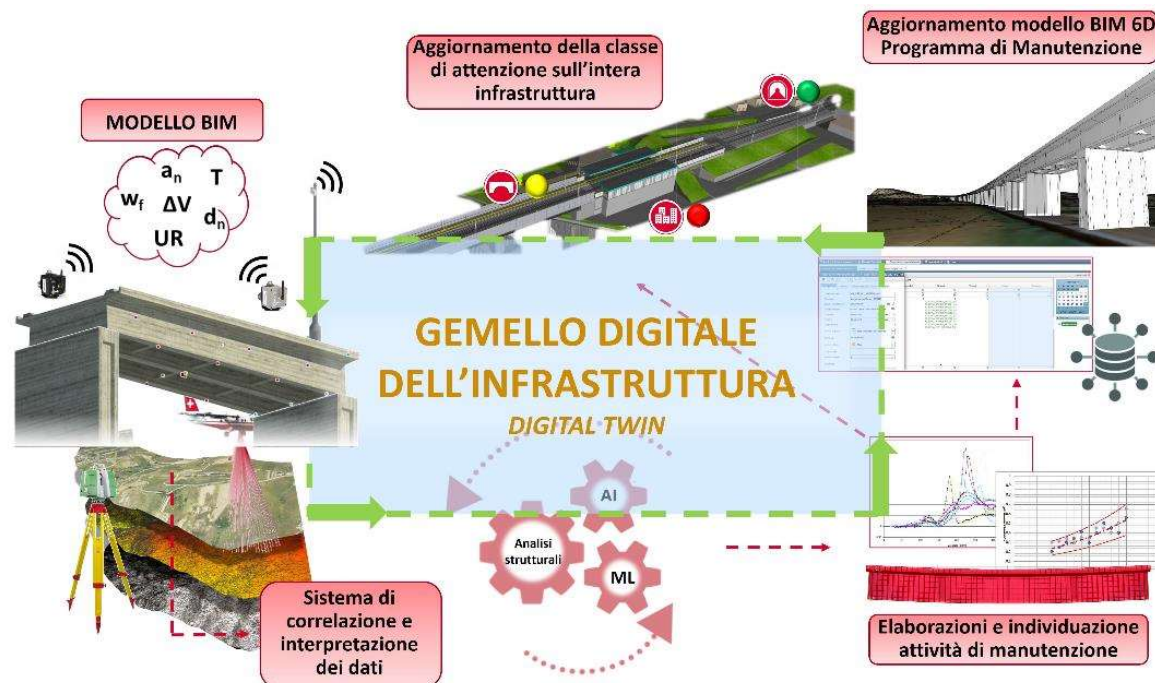 Aggiornamento della classe
di attenzione sull'intera
infrastruttura
Aggiornamento modello BIM 6D
Programma di Manutenzione
MODELLO BIM
aₙ T
w_f ΔV dₙ
UR
GEMELLO DIGITALE
DELL'INFRASTRUTTURA
DIGITAL TWIN
AI
Analisi
strutturali
ML
Sistema di
correlazione e
interpretazione
dei dati
Elaborazioni e individuazione
attività di manutenzione